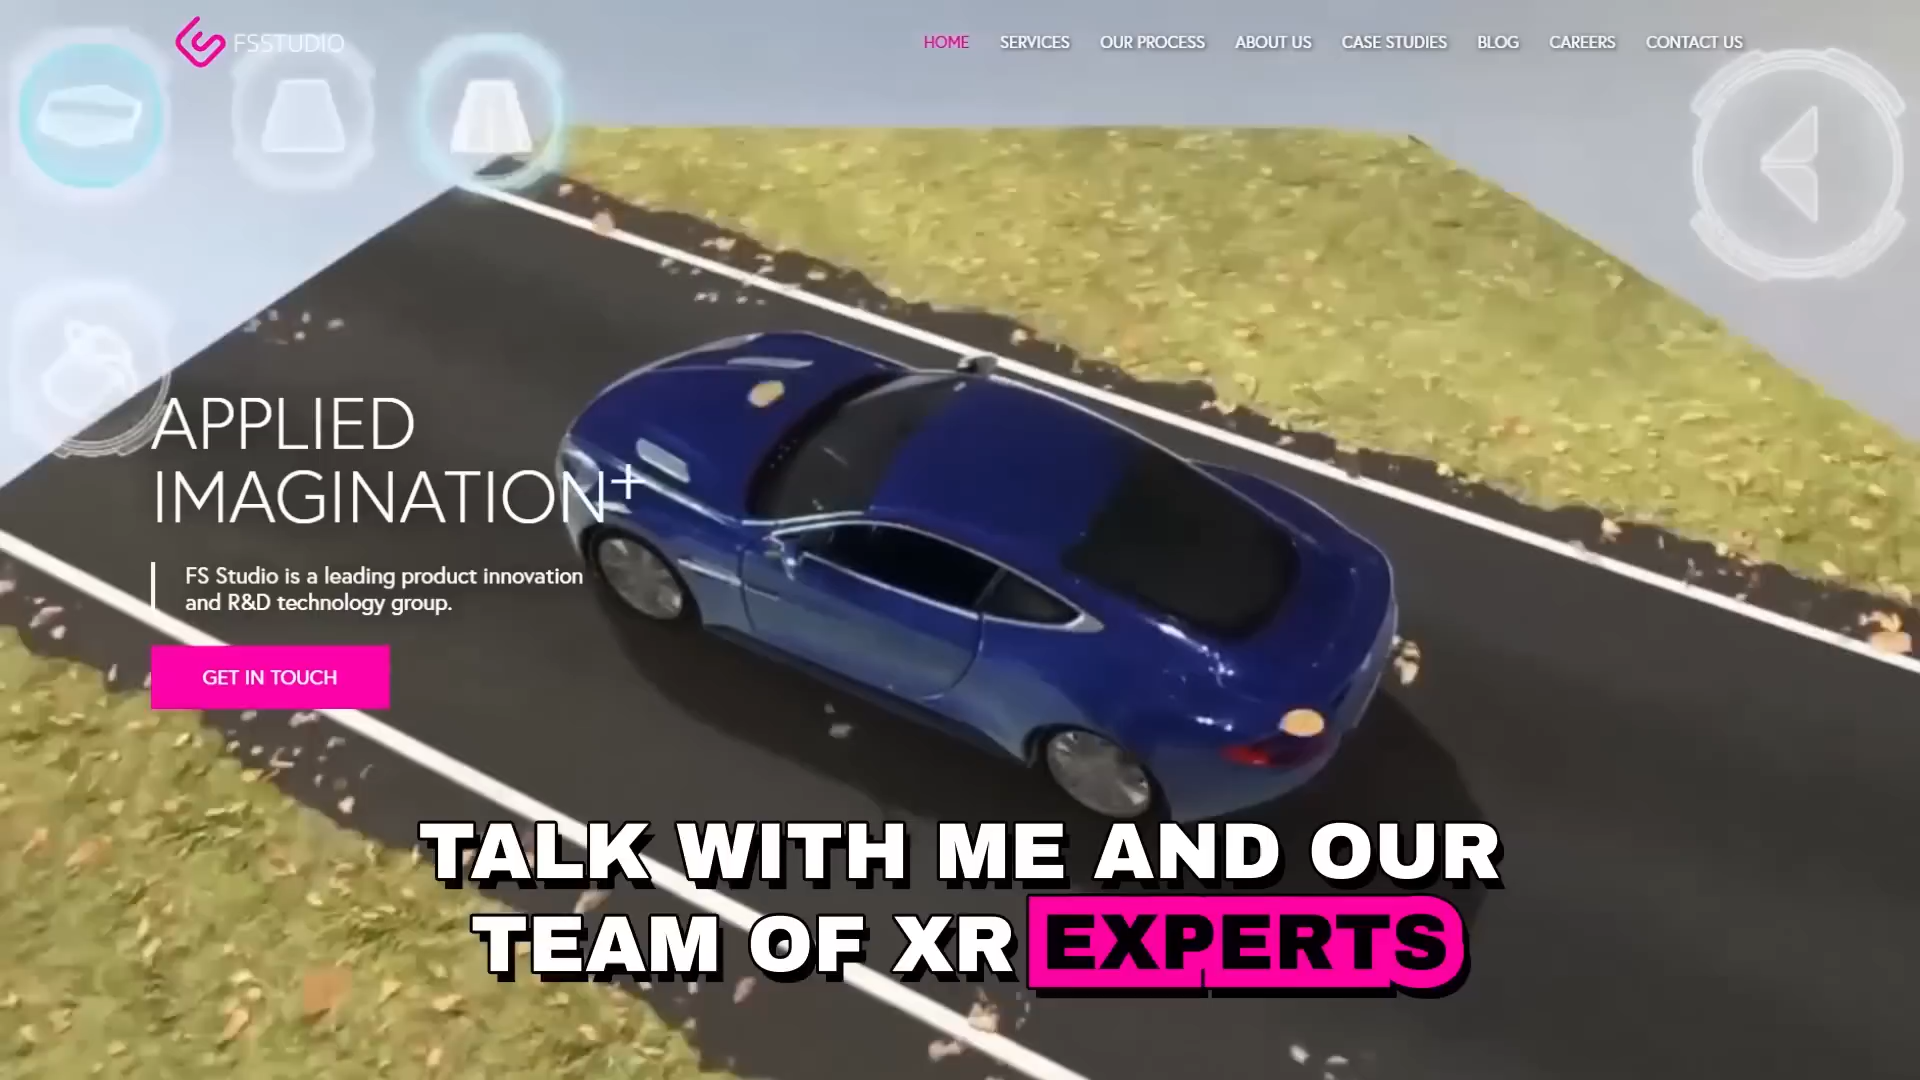 FSSTUDIO
HOME SERVICES OUR PROCESS ABOUT US CASE STUDIES BLOG CAREERS CONTACT US
APPLIED
IMAGINATION+
FS Studio is a leading product innovation
and R&D technology group.
GET IN TOUCH
TALK WITH ME AND OUR
TEAM OF XR EXPERTS